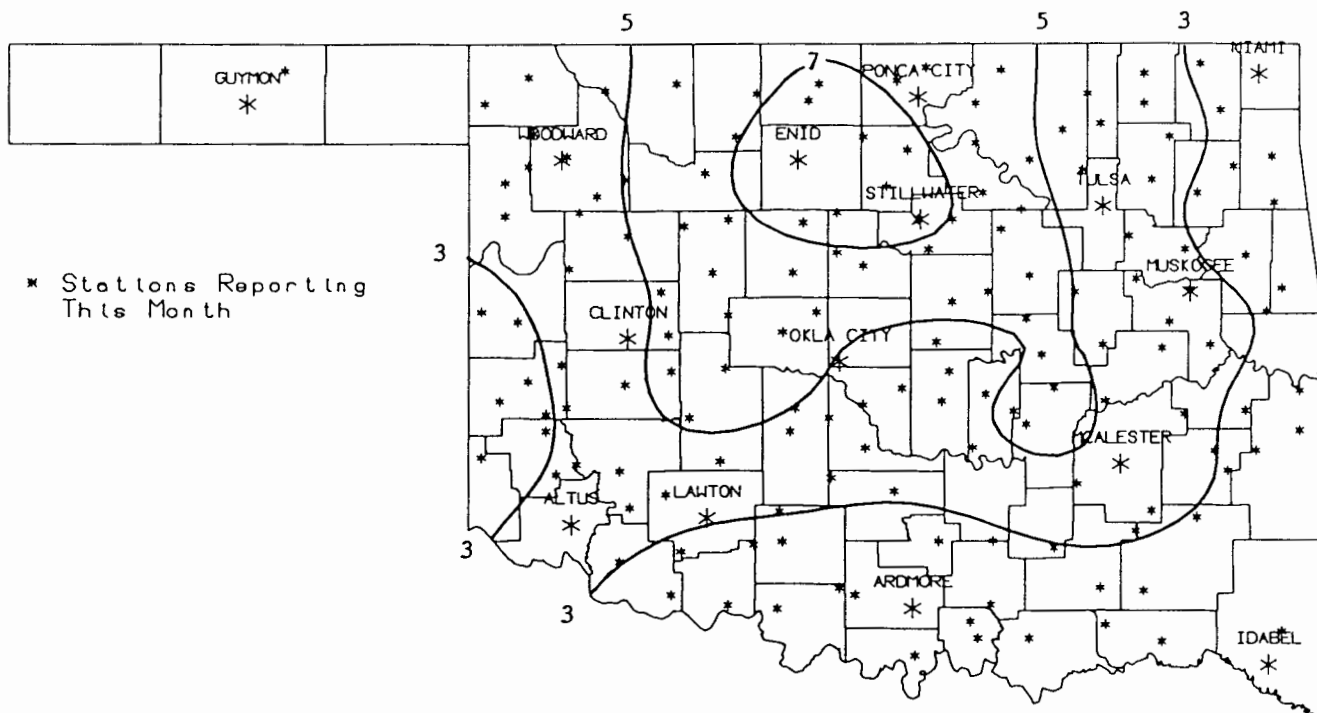 5 5 3
MIAMI
7
GUYMON
PONCA CITY
WOODWARD
ENID
TULSA
STILLWATER
3
MUSKOGEE
* Stations Reporting
This Month
CLINTON
OKLA CITY
MCALESTER
ALTUS
LAWTON
3
ARDMORE
3
IDABEL